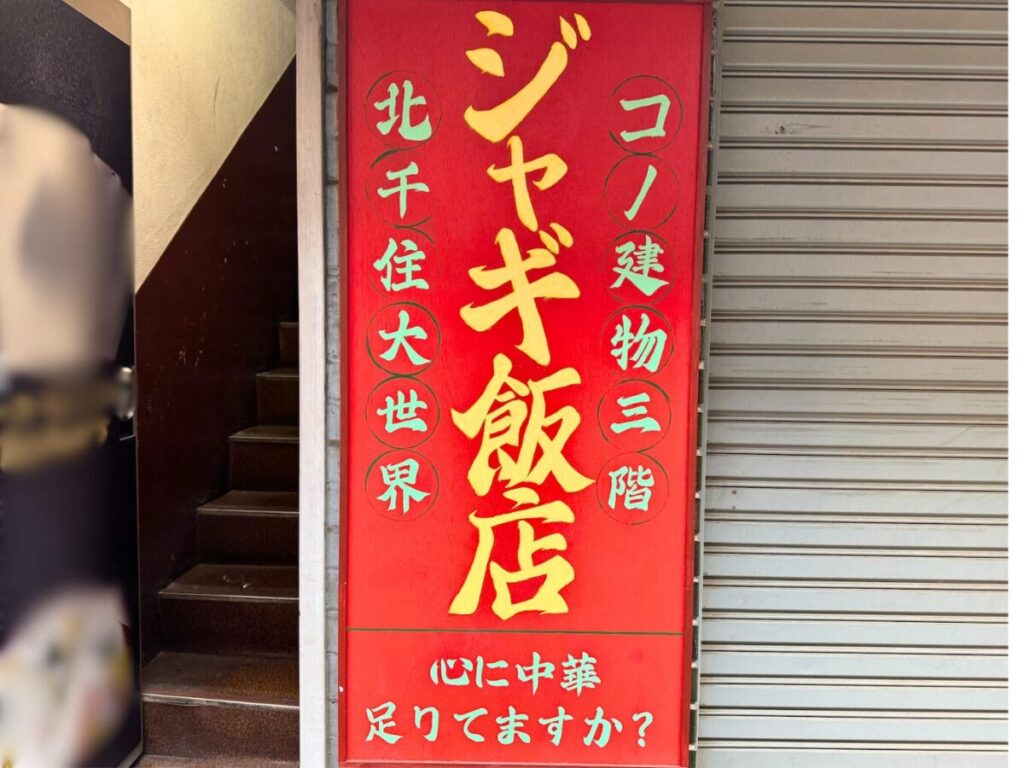 コノ建物三階
ジャギ飯店
北千住大世界
心に中華
足りてますか？